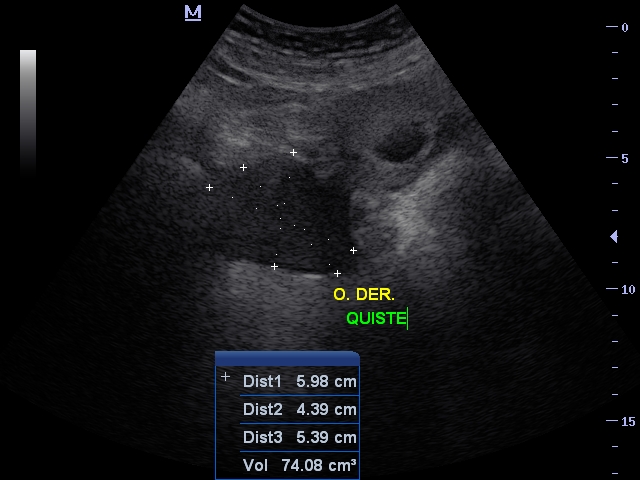 M
0
5
10
15
O. DER.
QUISTE
Dist1 5.98 cm
Dist2 4.39 cm
Dist3 5.39 cm
Vol 74.08 cm³